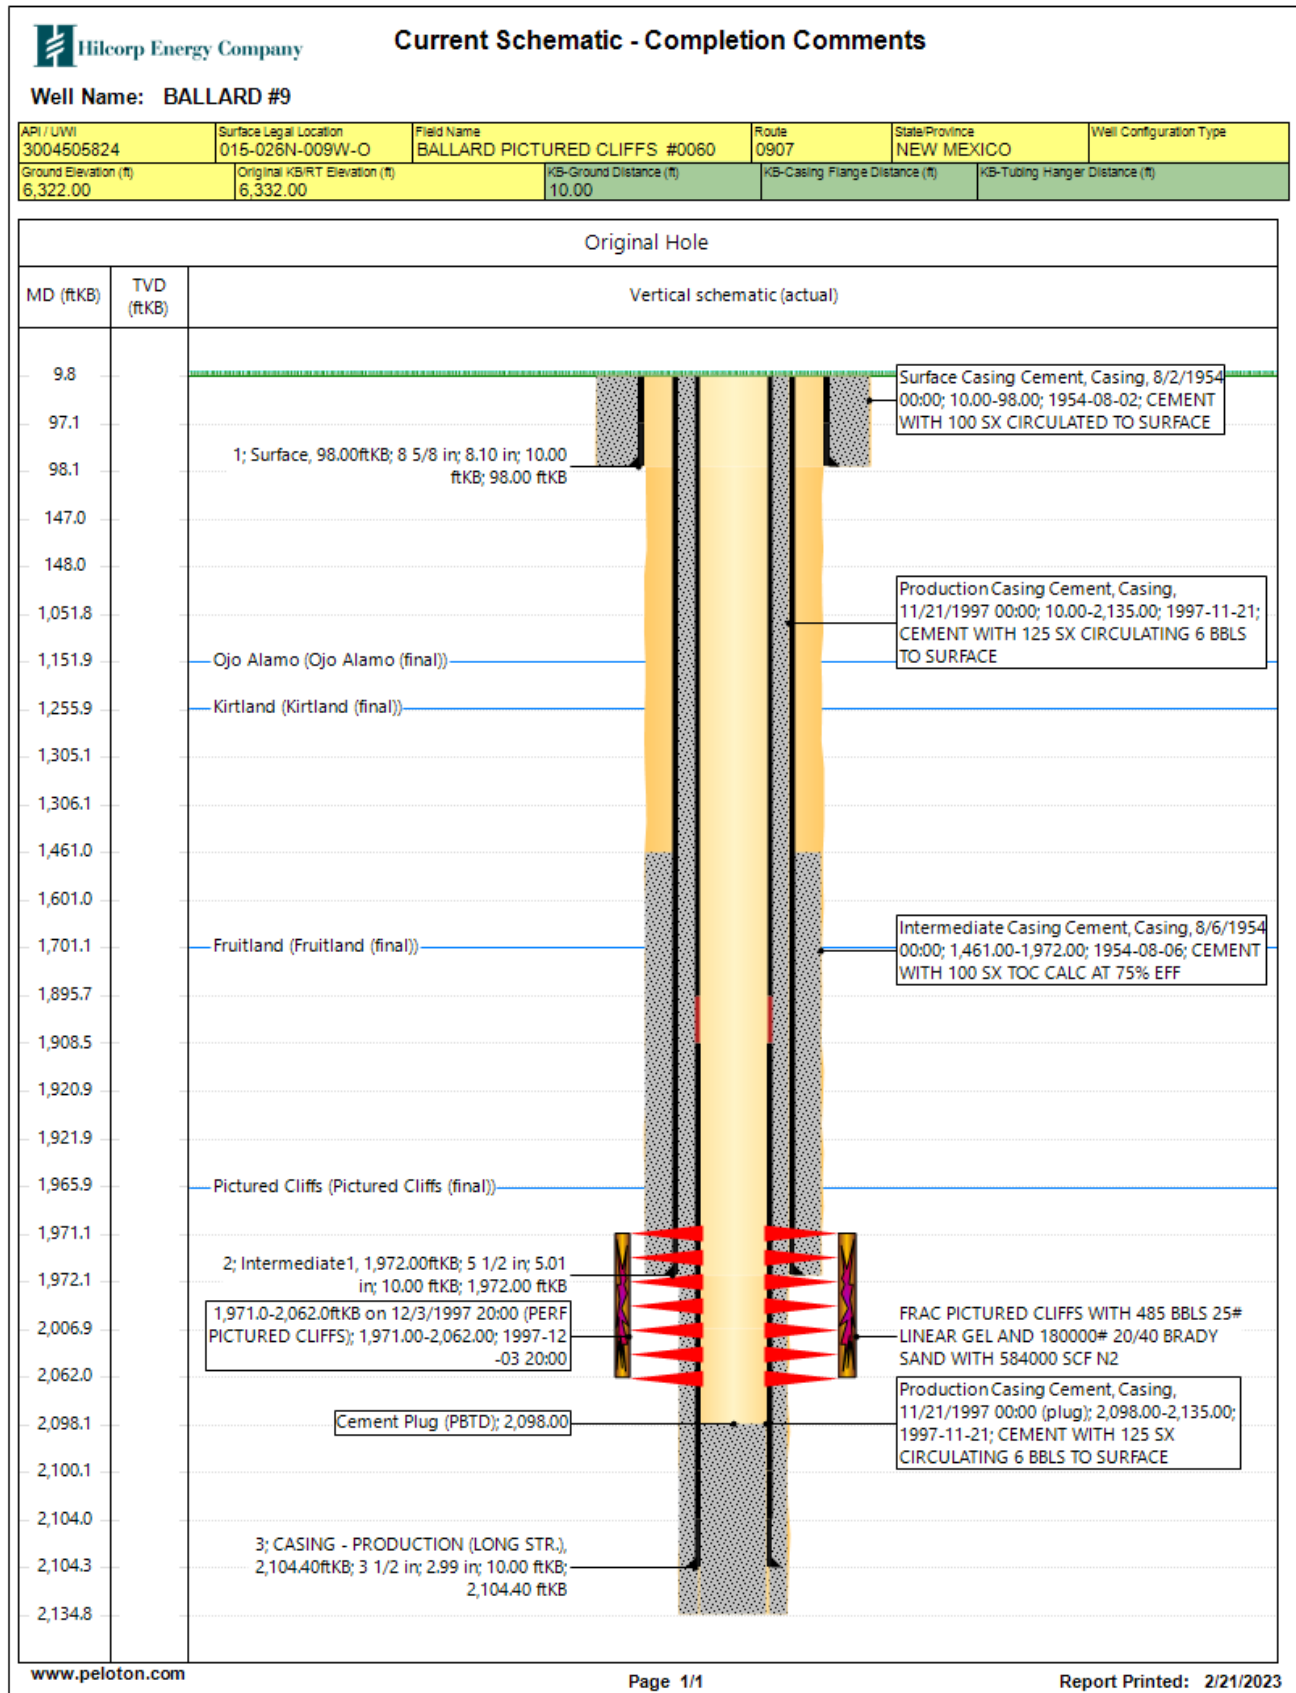 Hilcorp Energy Company
Current Schematic - Completion Comments
Well Name: BALLARD #9
API / UWI
3004505824
Surface Legal Location
015-026N-009W-O
Field Name
BALLARD PICTURED CLIFFS #0060
Route
0907
State/Province
NEW MEXICO
Well Configuration Type
Ground Elevation (ft)
6,322.00
Original KB/RT Elevation (ft)
6,332.00
KB-Ground Distance (ft)
10.00
KB-Casing Flange Distance (ft)
KB-Tubing Hanger Distance (ft)
Original Hole
MD (ftKB)
TVD
(ftKB)
Vertical schematic (actual)
9.8
Surface Casing Cement, Casing, 8/2/1954
00:00; 10.00-98.00; 1954-08-02; CEMENT
WITH 100 SX CIRCULATED TO SURFACE
97.1
1; Surface, 98.00ftKB; 8 5/8 in; 8.10 in; 10.00
ftKB; 98.00 ftKB
98.1
147.0
148.0
Production Casing Cement, Casing,
11/21/1997 00:00; 10.00-2,135.00; 1997-11-21;
CEMENT WITH 125 SX CIRCULATING 6 BBLS
TO SURFACE
1,051.8
1,151.9
Ojo Alamo (Ojo Alamo (final))
1,255.9
Kirtland (Kirtland (final))
1,305.1
1,306.1
1,461.0
1,601.0
Intermediate Casing Cement, Casing, 8/6/1954
00:00; 1,461.00-1,972.00; 1954-08-06; CEMENT
WITH 100 SX TOC CALC AT 75% EFF
1,701.1
Fruitland (Fruitland (final))
1,895.7
1,908.5
1,920.9
1,921.9
1,965.9
Pictured Cliffs (Pictured Cliffs (final))
1,971.1
2; Intermediate1, 1,972.00ftKB; 5 1/2 in; 5.01
in; 10.00 ftKB; 1,972.00 ftKB
1,972.1
1,971.0-2,062.0ftKB on 12/3/1997 20:00 (PERF
PICTURED CLIFFS); 1,971.00-2,062.00; 1997-12
-03 20:00
FRAC PICTURED CLIFFS WITH 485 BBLS 25#
LINEAR GEL AND 180000# 20/40 BRADY
SAND WITH 584000 SCF N2
2,006.9
2,062.0
Production Casing Cement, Casing,
11/21/1997 00:00 (plug); 2,098.00-2,135.00;
1997-11-21; CEMENT WITH 125 SX
CIRCULATING 6 BBLS TO SURFACE
Cement Plug (PBTD); 2,098.00
2,098.1
2,100.1
2,104.0
3; CASING - PRODUCTION (LONG STR.),
2,104.40ftKB; 3 1/2 in; 2.99 in; 10.00 ftKB;
2,104.40 ftKB
2,104.3
2,134.8
www.peloton.com
Page 1/1
Report Printed: 2/21/2023